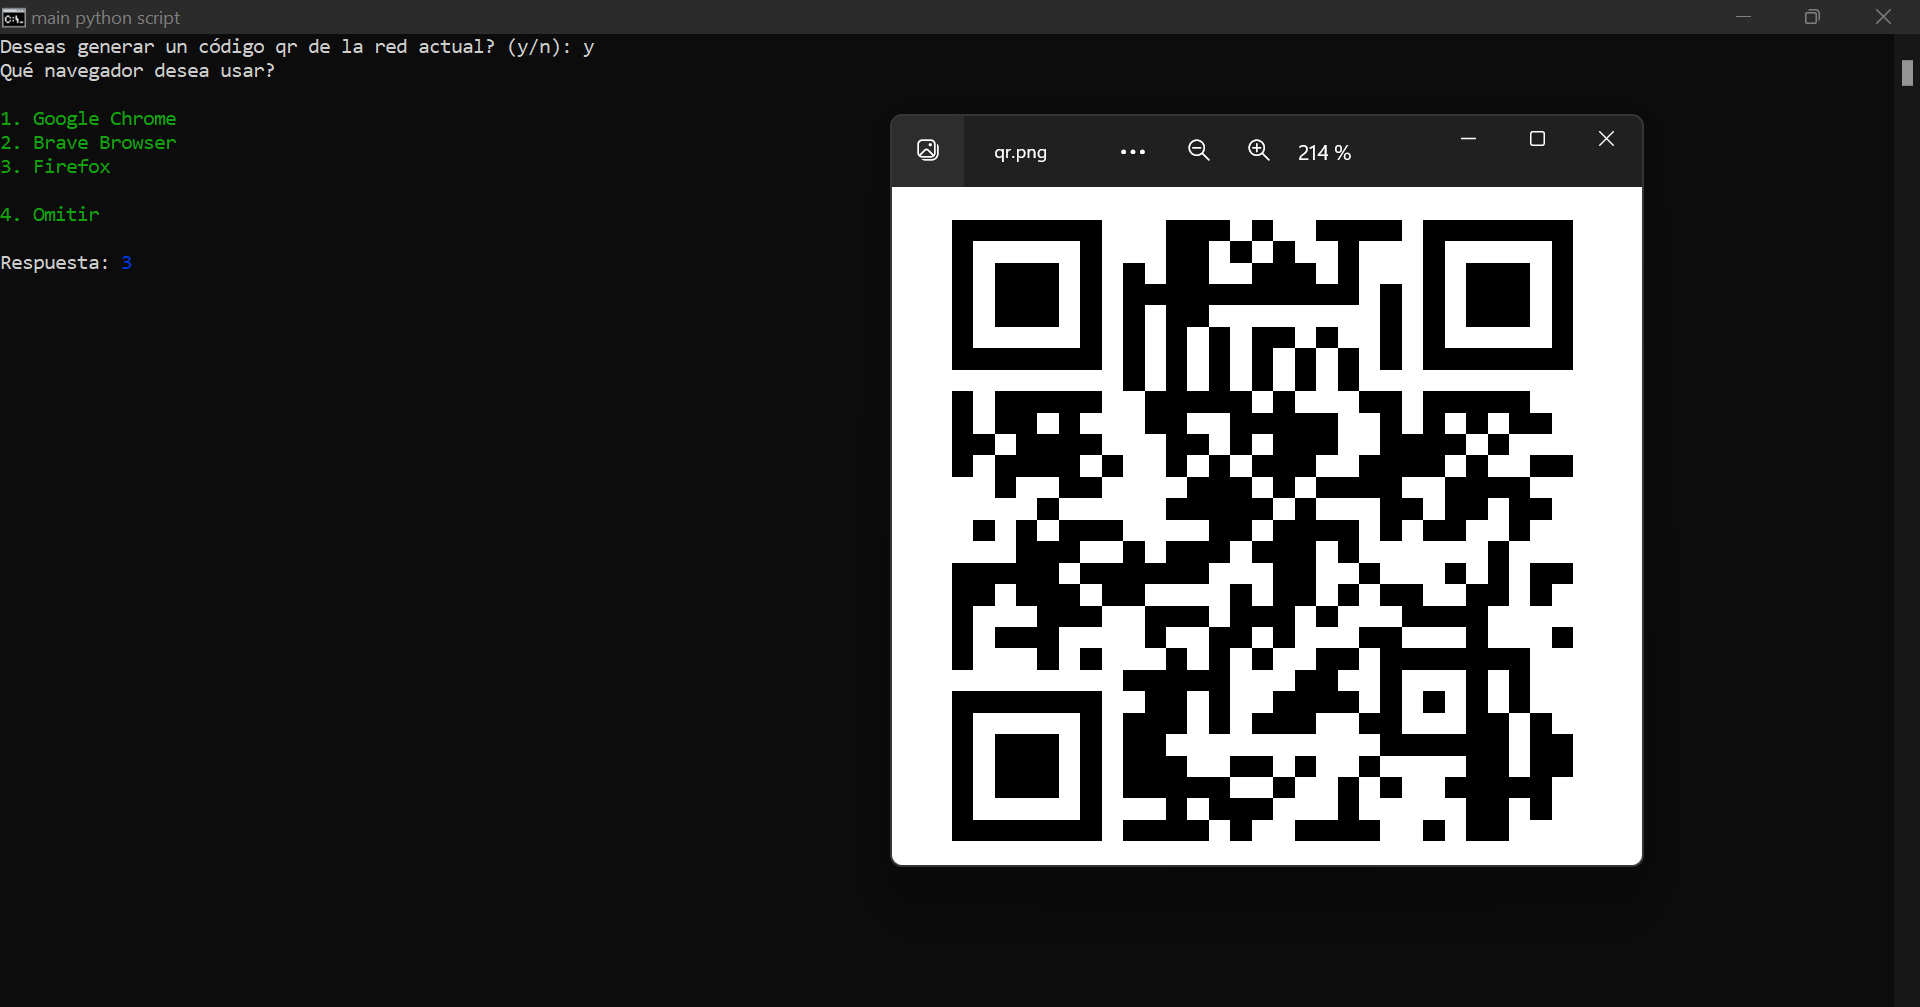 main python script
Deseas generar un código qr de la red actual? (y/n): y
Qué navegador desea usar?
1. Google Chrome
2. Brave Browser
3. Firefox
4. Omitir
Respuesta: 3
qr.png
214 %